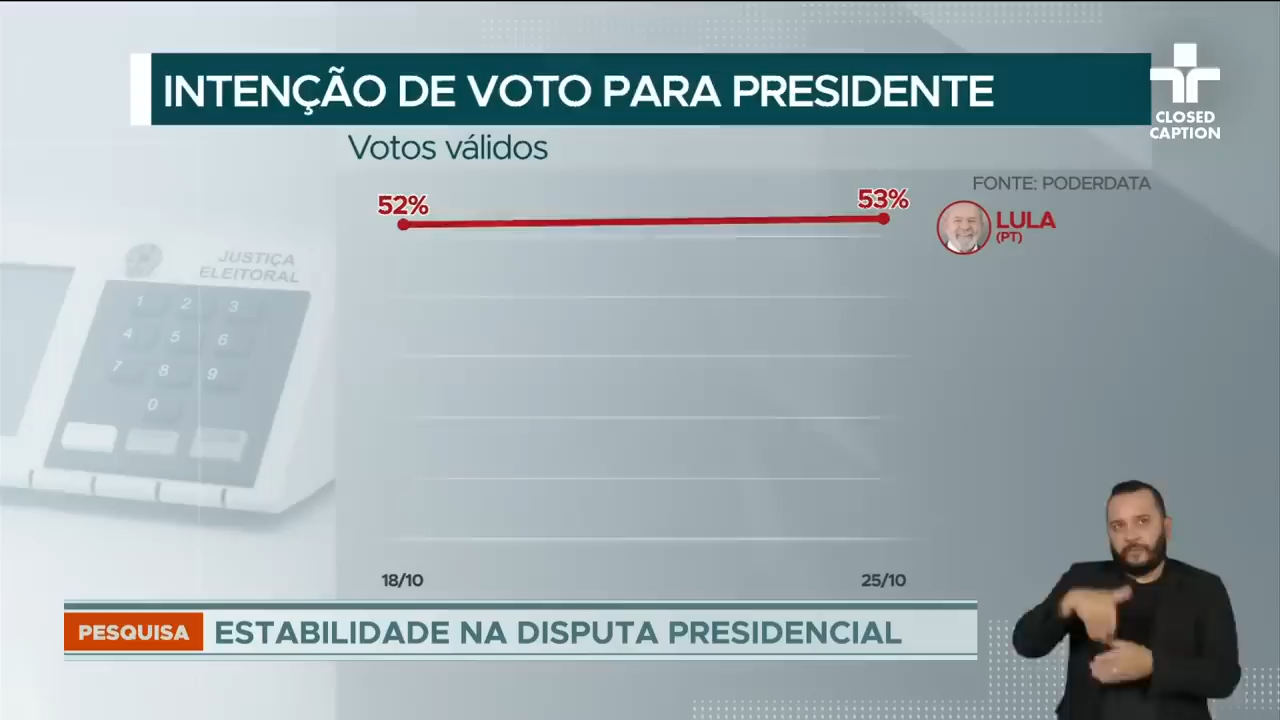 INTENÇÃO DE VOTO PARA PRESIDENTE
CLOSED
CAPTION
Votos válidos
FONTE: PODERDATA
52%
53%
LULA
(PT)
JUSTIÇA
ELEITORAL
1 2 3
4 5 6
7 8 9
0
18/10
25/10
PESQUISA
ESTABILIDADE NA DISPUTA PRESIDENCIAL